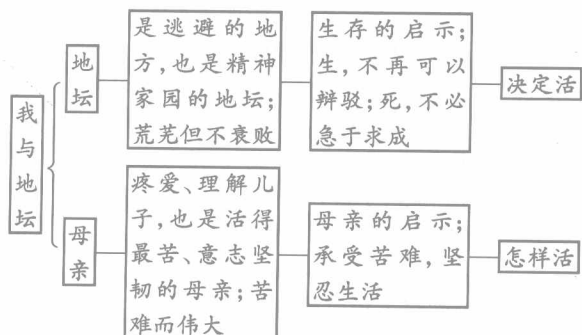 我与地坛
地坛
是逃避的地
方,也是精神
家园的地坛;
荒芜但不衰败
生存的启示;
生,不再可以
辩驳;死,不必
急于求成
决定活
母亲
疼爱、理解儿
子,也是活得
最苦、意志坚
韧的母亲;苦
难而伟大
母亲的启示;
承受苦难,坚
忍生活
怎样活